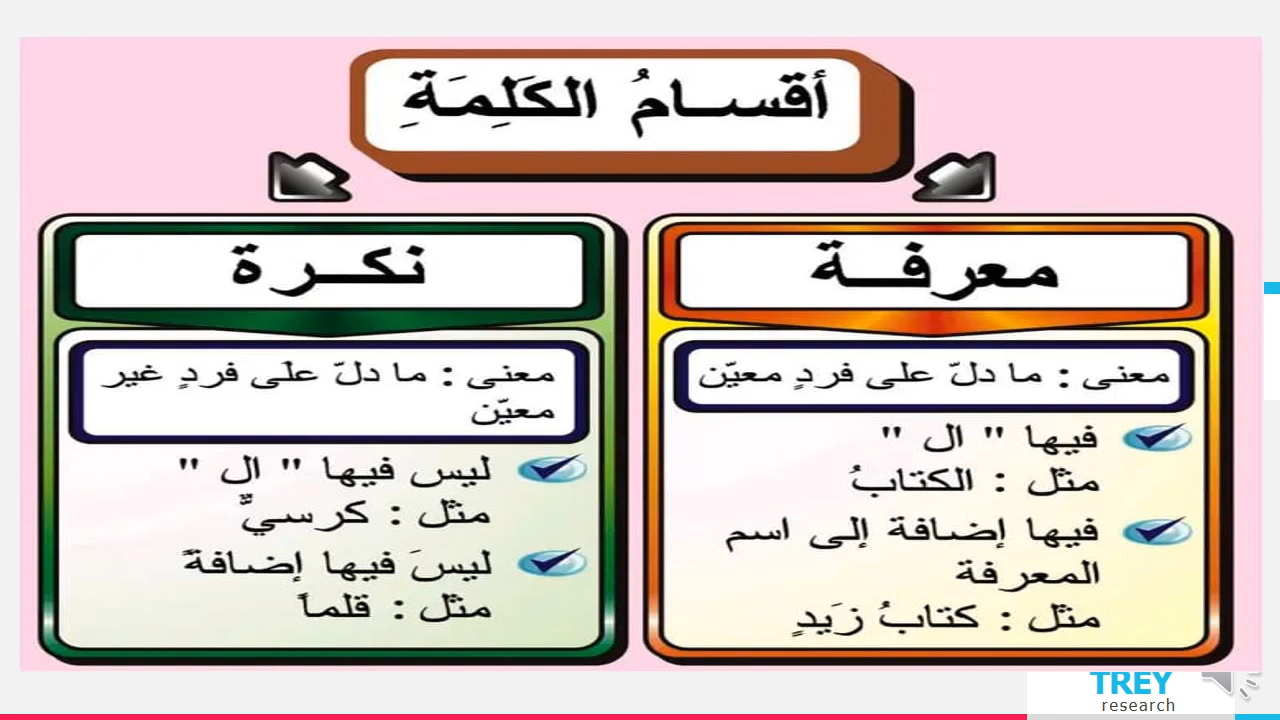 أقسـامُ الكَلِمَةِ
معرفـة
معنى : ما دلّ على فردٍ معيّن
فيها " ال "
مثل : الكتابُ
فيها إضافة إلى اسم
المعرفة
مثل : كتابُ زَيَدٍ
نكـرة
معنى : ما دلّ علَى فردٍ غير
معيّن
ليس فيها " ال "
مثل : كرسيٌّ
ليسَ فيها إضافةً
مثل : قلماً
TREY
research